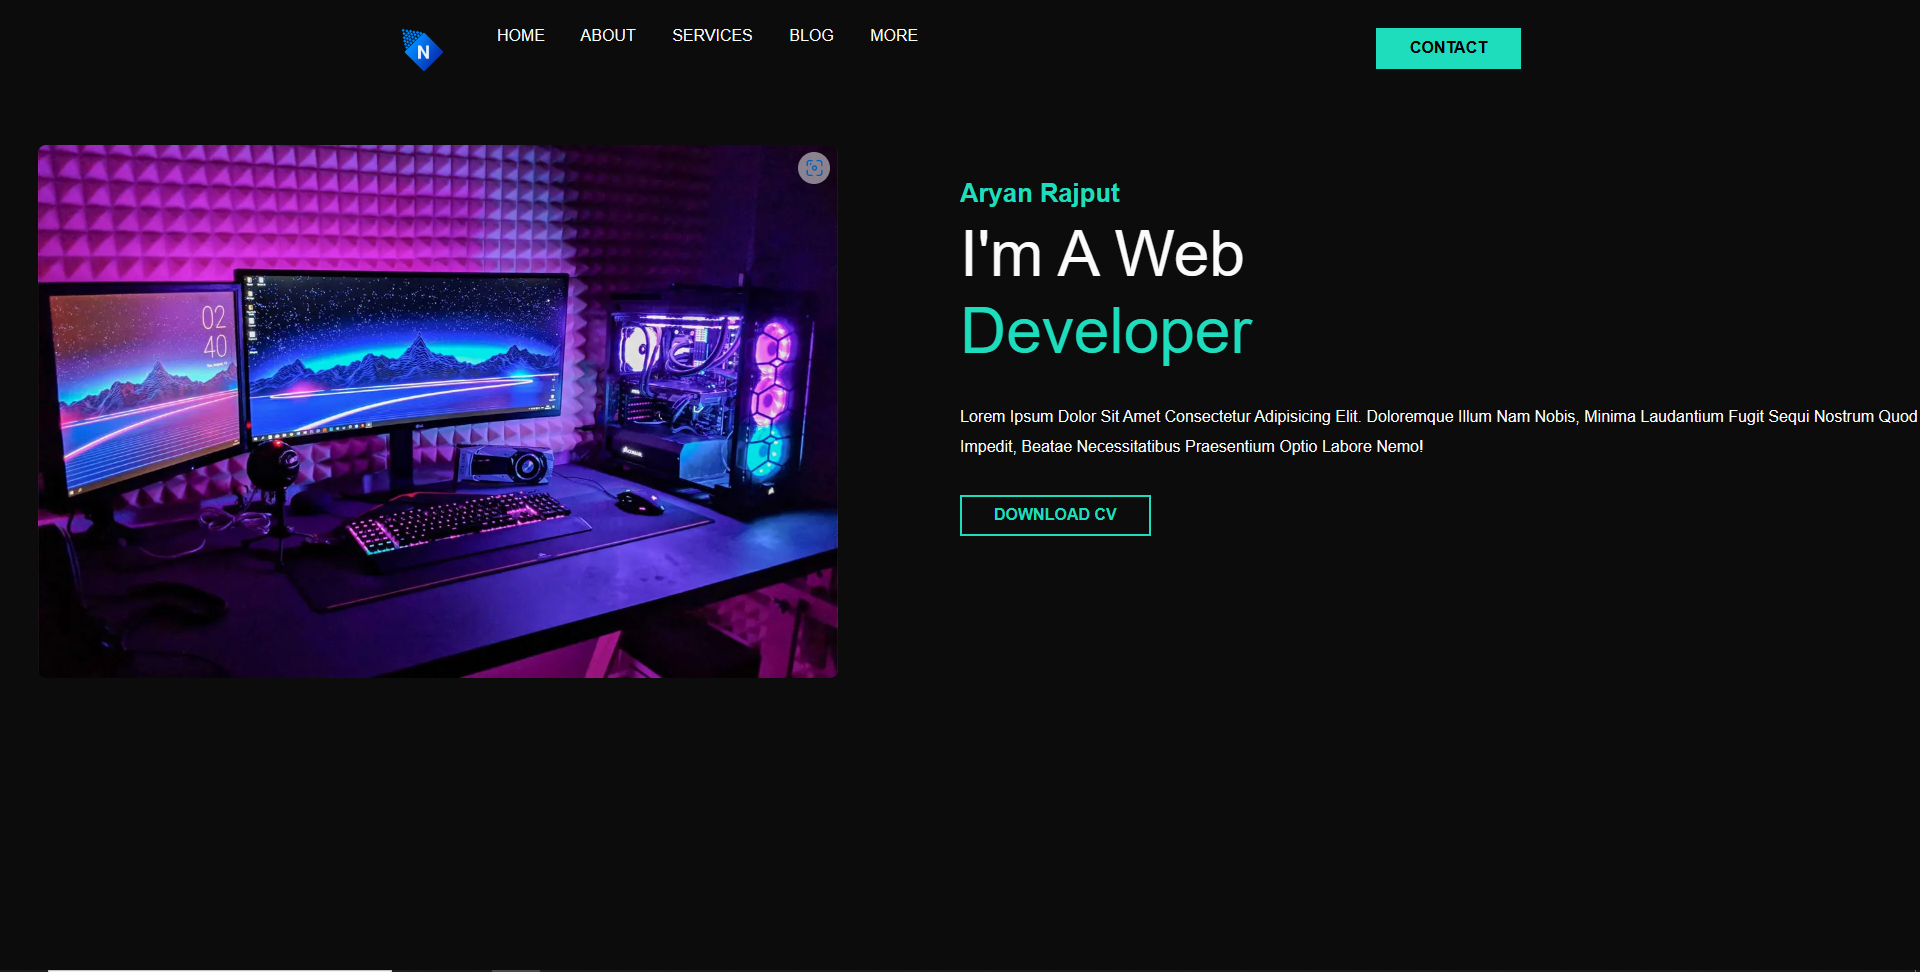 N
HOME ABOUT SERVICES BLOG MORE
CONTACT
02
40
Aryan Rajput
I'm A Web
Developer
Lorem Ipsum Dolor Sit Amet Consectetur Adipisicing Elit. Doloremque Illum Nam Nobis, Minima Laudantium Fugit Sequi Nostrum Quod
Impedit, Beatae Necessitatibus Praesentium Optio Labore Nemo!
DOWNLOAD CV